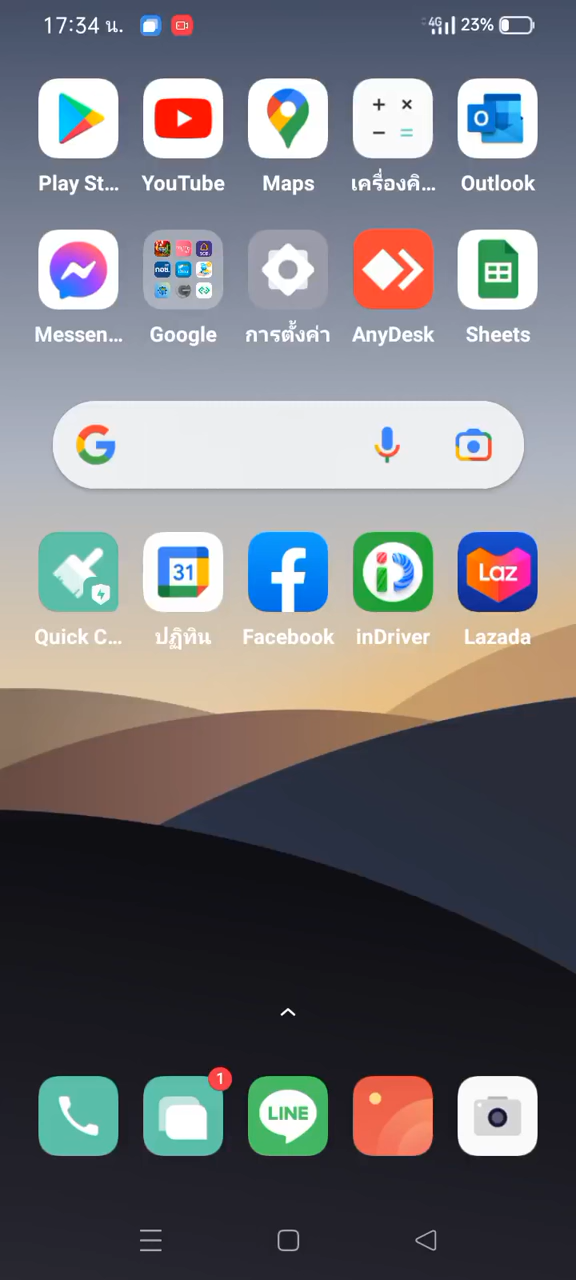 17:34 น.
4G 23%
Play St... YouTube Maps เครื่องคิ... Outlook
Messen... Google การตั้งค่า AnyDesk Sheets
31
Laz
Quick C... ปฏิทิน Facebook inDriver Lazada
1
LINE